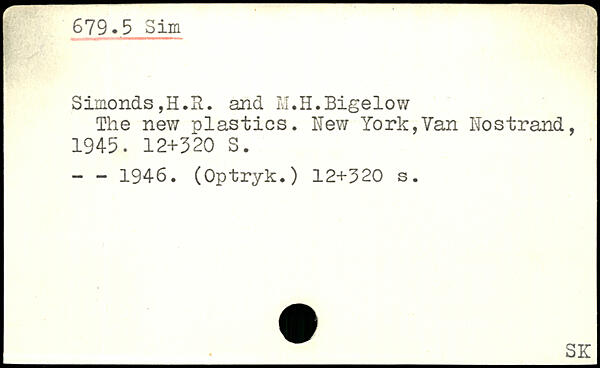 679.5 Sim
Simonds,H.R. and M.H.Bigelow
The new plastics. New York,Van Nostrand,
1945. 12+320 S.
- - 1946. (Optryk.) 12+320 s.
SK